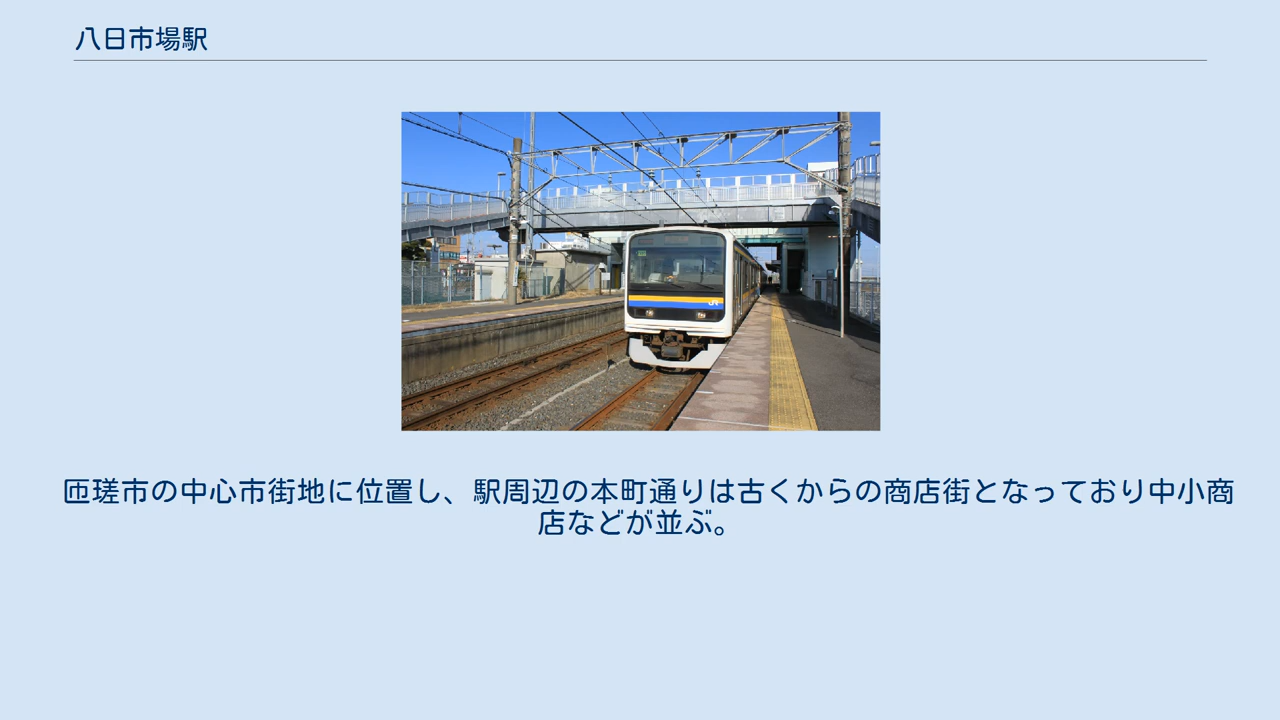 八日市場駅
JR
匝瑳市の中心市街地に位置し、駅周辺の本町通りは古くからの商店街となっており中小商
店などが並ぶ。